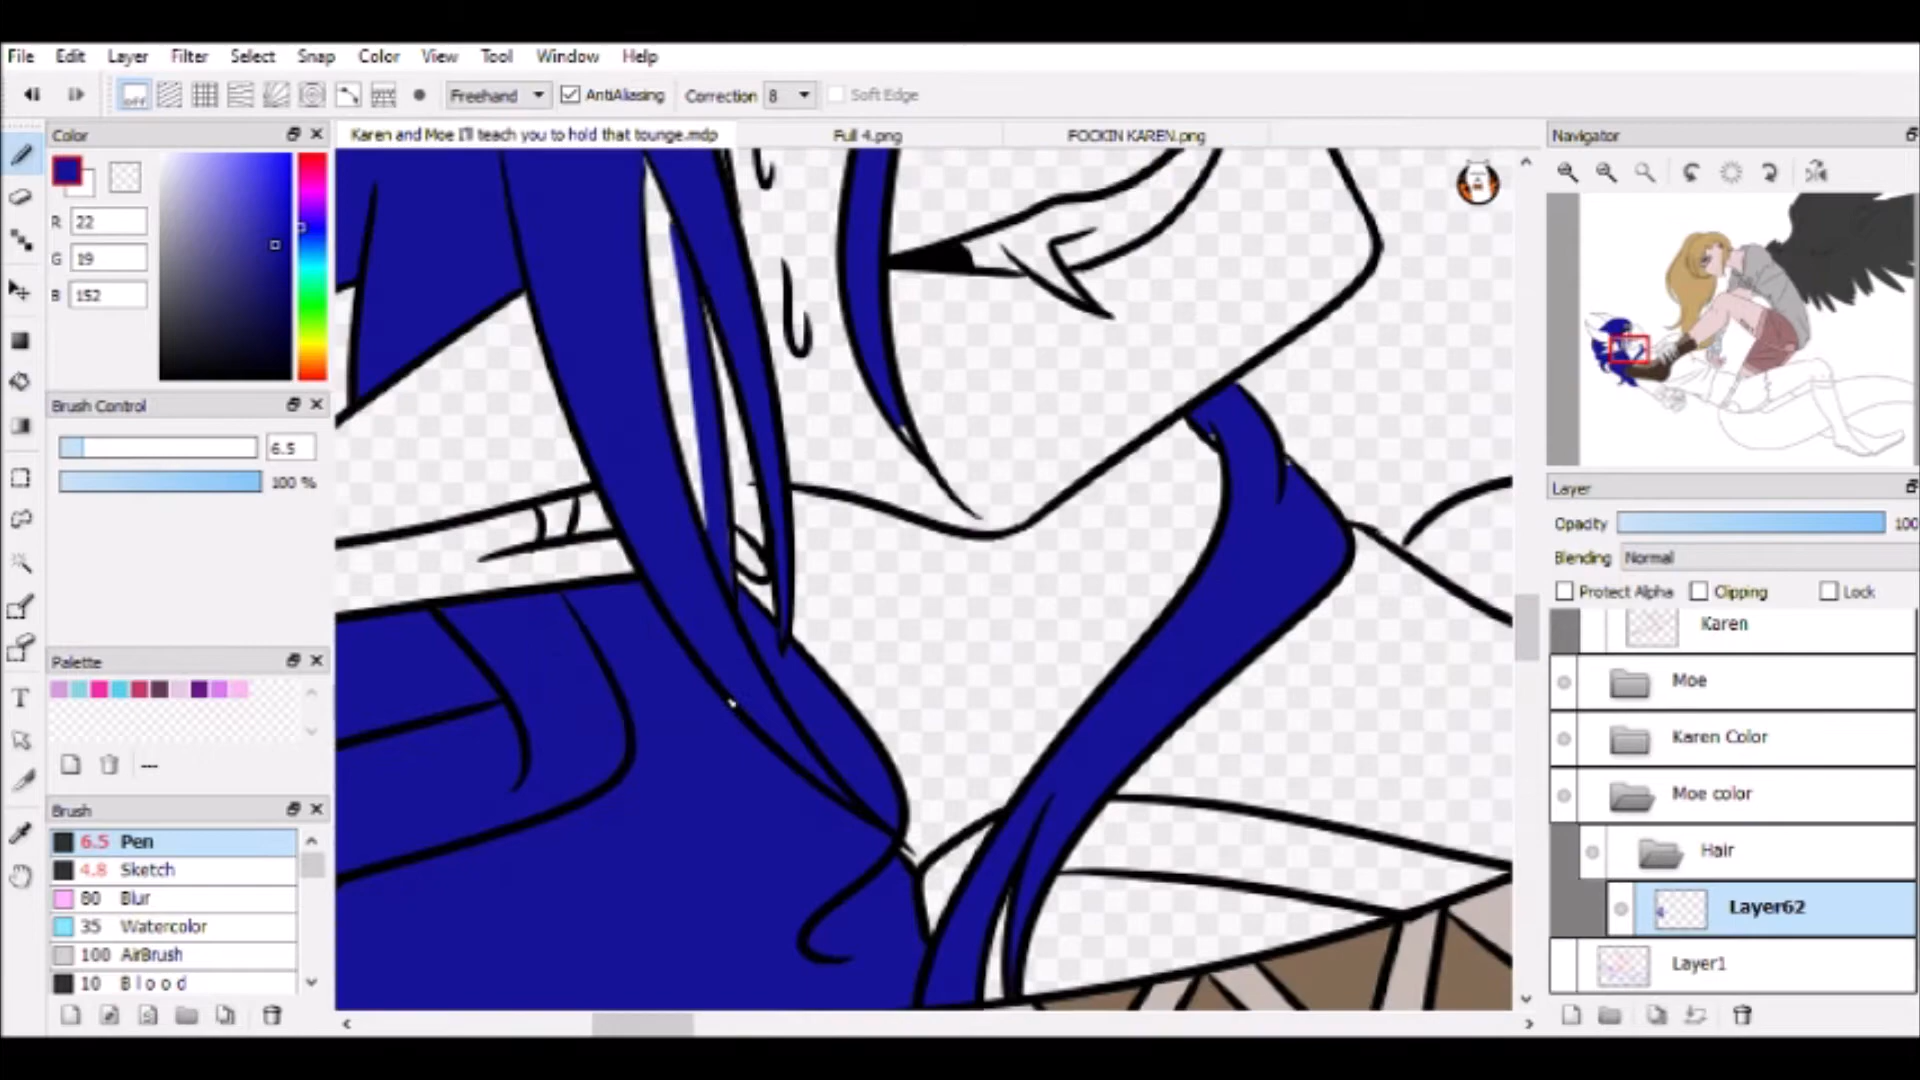 File Edit Layer Filter Select Snap Color View Tool Window Help
off Freehand AntiAliasing Correction 8 Soft Edge
Color
Karen and Moe I'll teach you to hold that tounge.mdp Full 4.png FOCKIN KAREN.png
Navigator
R 22
G 19
B 152
Brush Control
6.5
100 %
Palette
---
Brush
6.5 Pen
4.8 Sketch
80 Blur
35 Watercolor
100 AirBrush
10 B l o o d
T
Layer
Opacity 100
Blending Normal
Protect Alpha Clipping Lock
Karen
Moe
Karen Color
Moe color
Hair
Layer62
Layer1